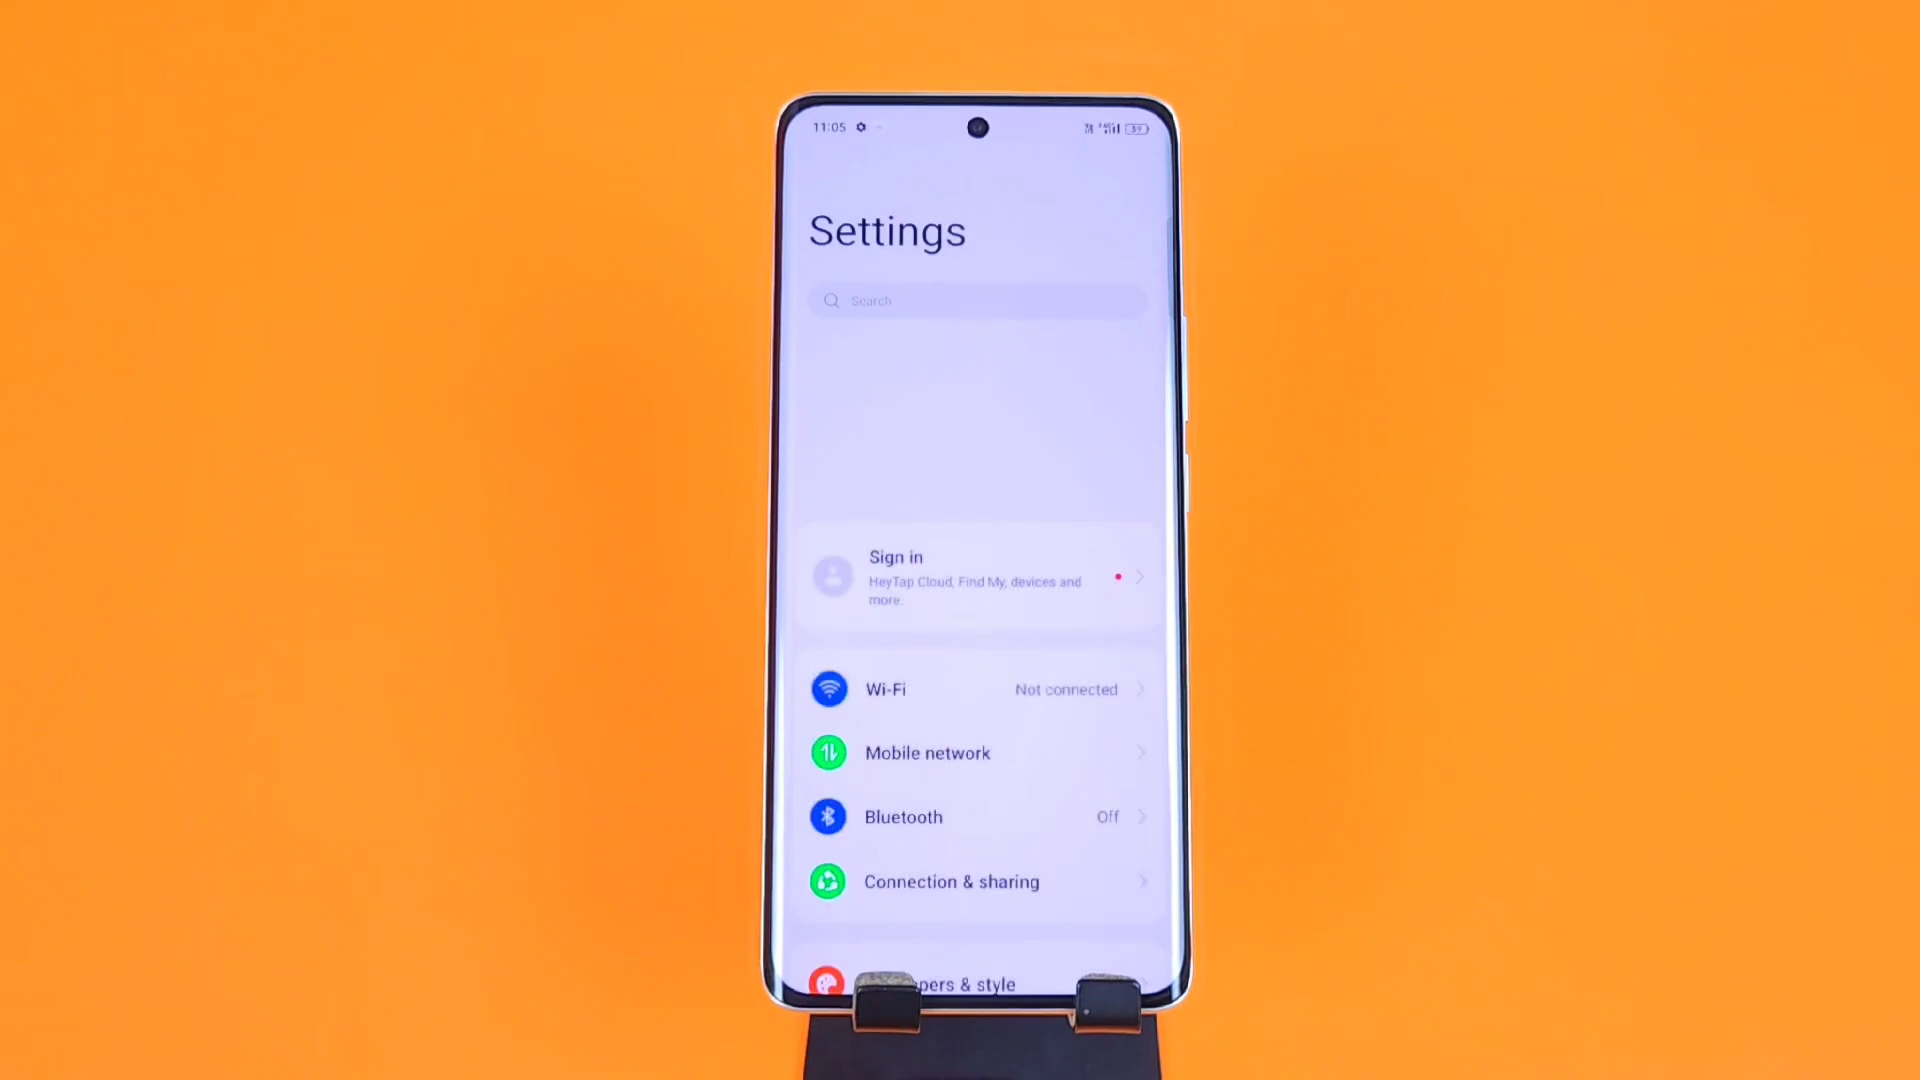 11:05
59
Settings
Search
Sign in
HeyTap Cloud, Find My, devices and
more.
Wi-Fi Not connected
Mobile network
Bluetooth Off
Connection & sharing
pers & style